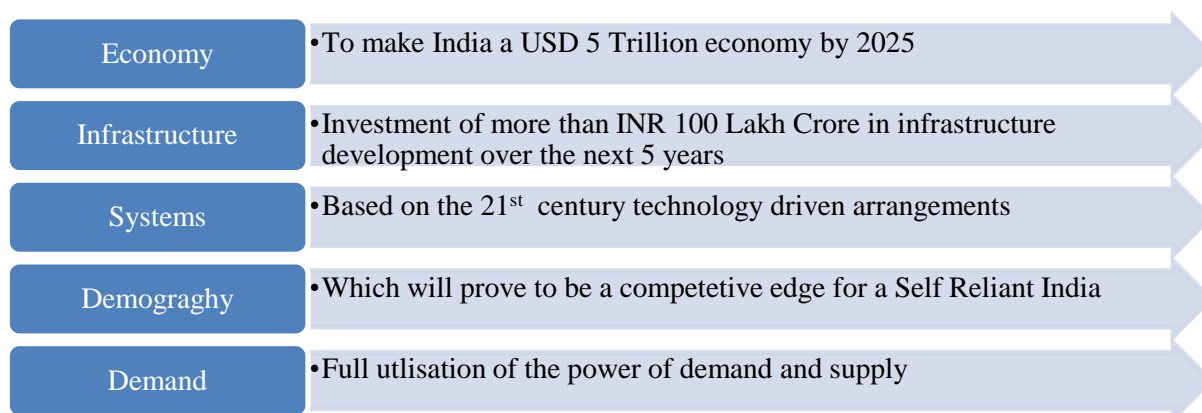 Economy
•To make India a USD 5 Trillion economy by 2025
Infrastructure
•Investment of more than INR 100 Lakh Crore in infrastructure
development over the next 5 years
Systems
•Based on the 21st century technology driven arrangements
Demograghy
•Which will prove to be a competetive edge for a Self Reliant India
Demand
•Full utlisation of the power of demand and supply